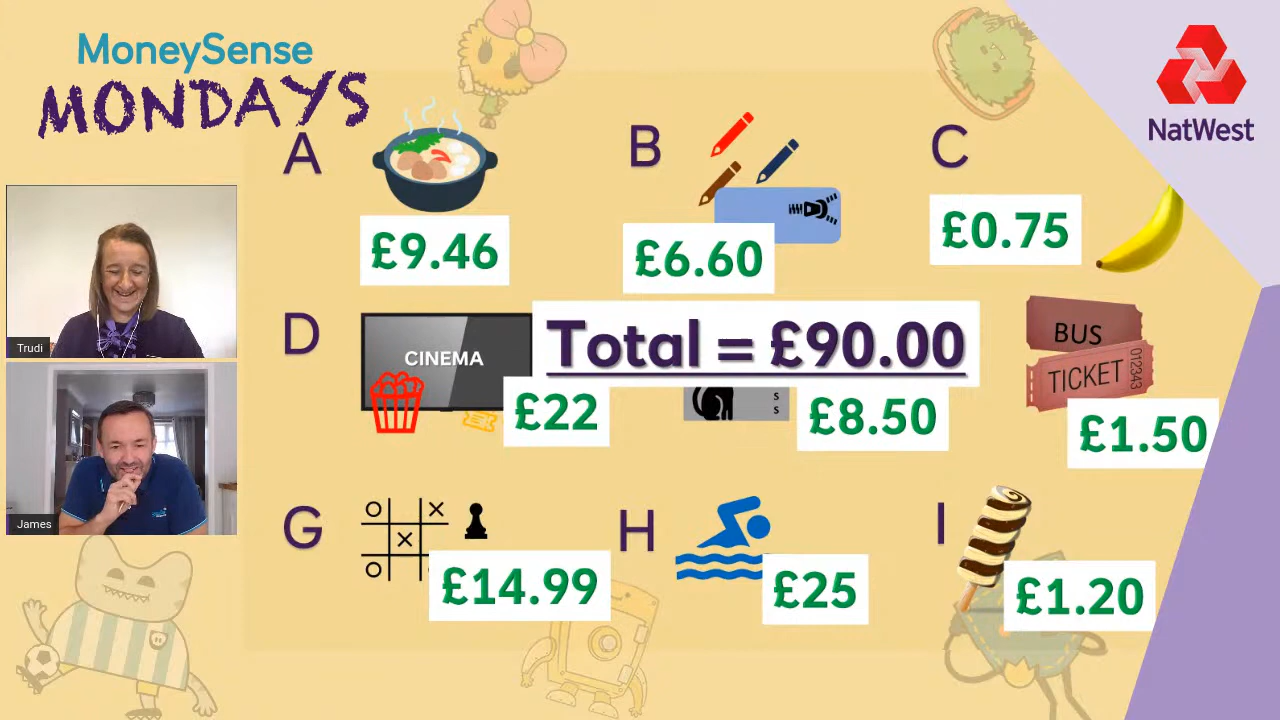 MoneySense
MONDAYS
NatWest
A
£9.46
B
£6.60
C
£0.75
D
CINEMA
£22
Total = £90.00
S
S
£8.50
BUS
TICKET
012343
£1.50
G
£14.99
H
£25
I
£1.20
Trudi
James